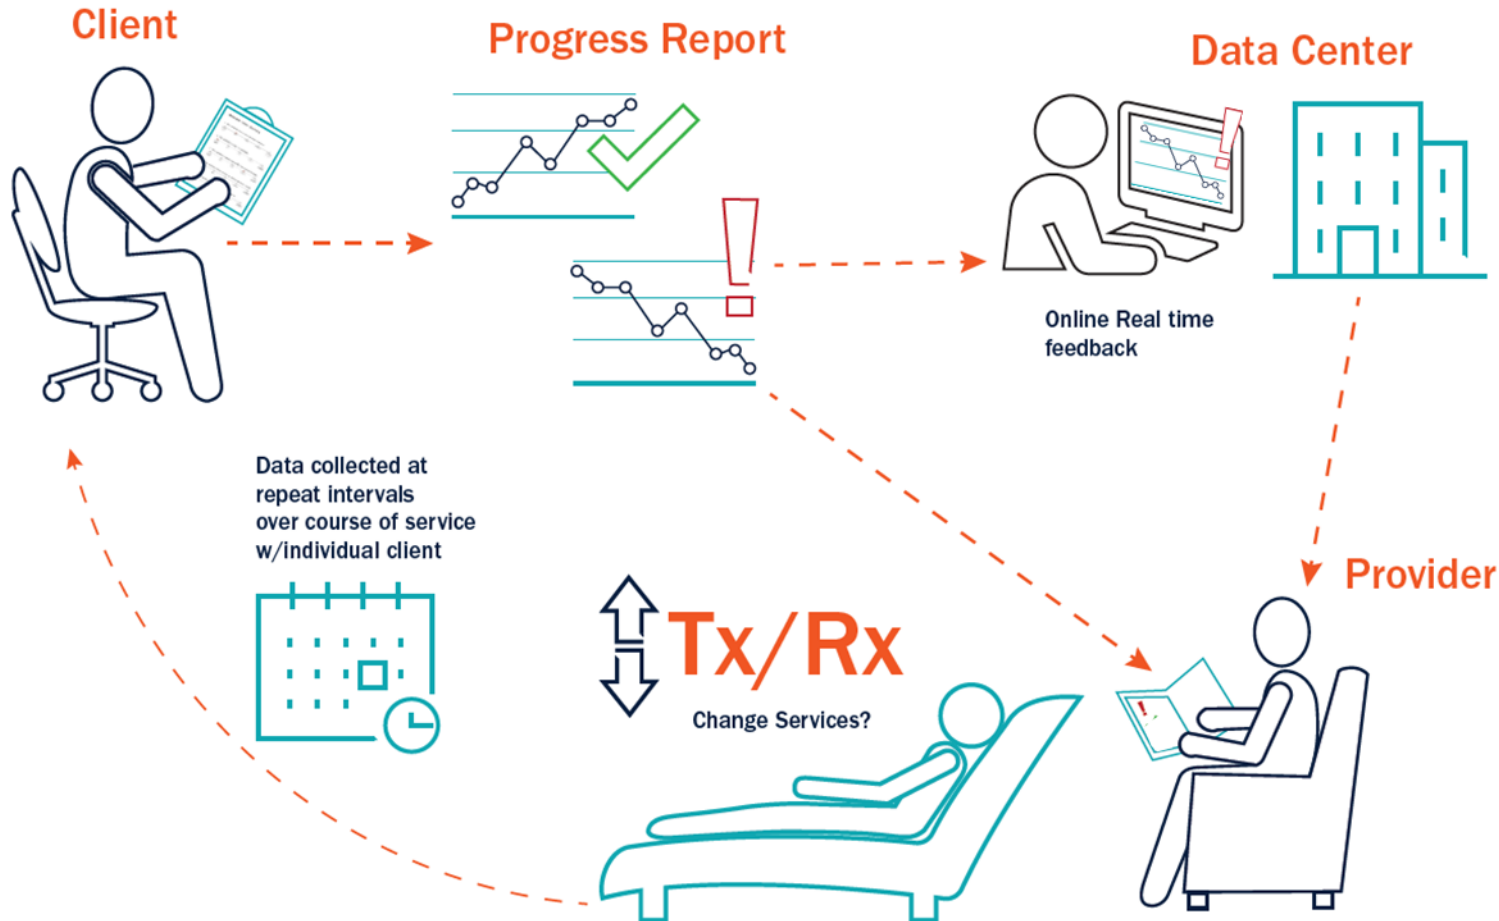 Client
Progress Report
Data Center
Online Real time
feedback
Data collected at
repeat intervals
over course of service
w/individual client
Provider
Tx/Rx
Change Services?